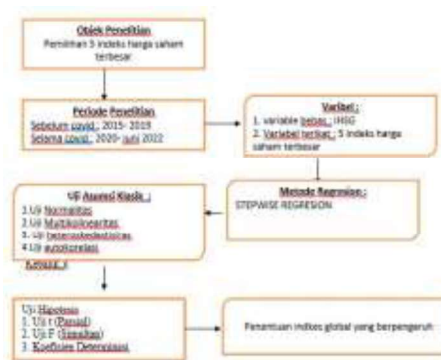 Objek Penelitian
Pemilihan 5 indeks harga saham
terbesar
Periode Penelitian
Sebelum covid : 2015- 2019
Selama covid : 2020- juni 2022
Varibel :
1. variable bebas : IHSG
2. Variabel terikat : 5 indeks harga
saham terbesar
Metode Regresion :
STEPWISE REGRESION
Uji Asumsi Klasik :
1.Uji Normalitas
2.Uji Multikolinearitas
3. Uji heteroskedastisitas
4.Uji autokorelasi
Uji Hipotesis
1. Uji t (Parsial)
2. Uji F (Simultan)
3. Koefisien Determinasi
Penentuan indikes global yang berpengaruh